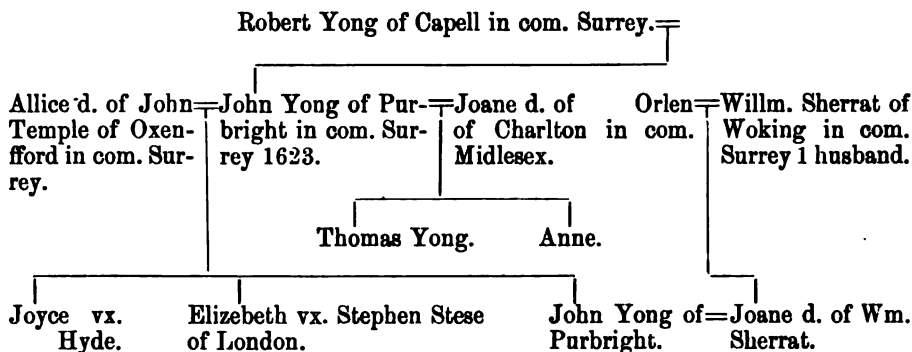 Robert Yong of Capell in com. Surrey.=
Allice d. of John=John Yong of Pur-=Joane d. of Orlen=Willm. Sherrat of
Temple of Oxen- bright in com. Sur- of Charlton in com. Woking in com.
fford in com. Sur- rey 1623. Midlesex. Surrey 1 husband.
rey.
Thomas Yong. Anne.
Joyce vx. Elizebeth vx. Stephen Stese John Yong of=Joane d. of Wm.
Hyde. of London. Purbright. Sherrat.